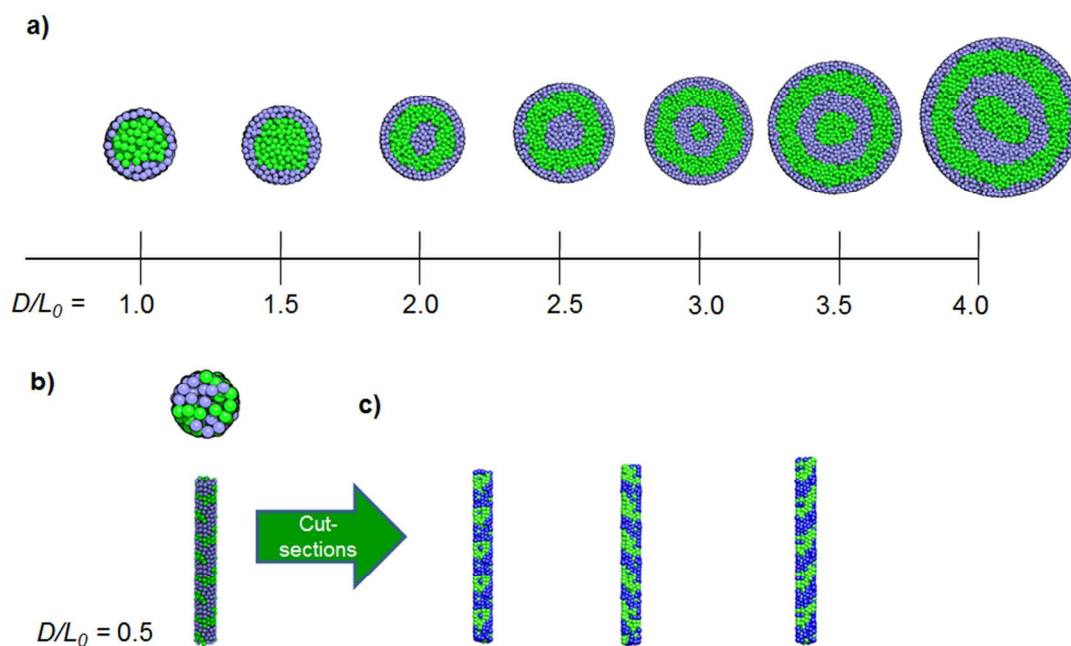 a)
D/L0 = 1.0 1.5 2.0 2.5 3.0 3.5 4.0
b)
c)
Cut-
sections
D/L0 = 0.5